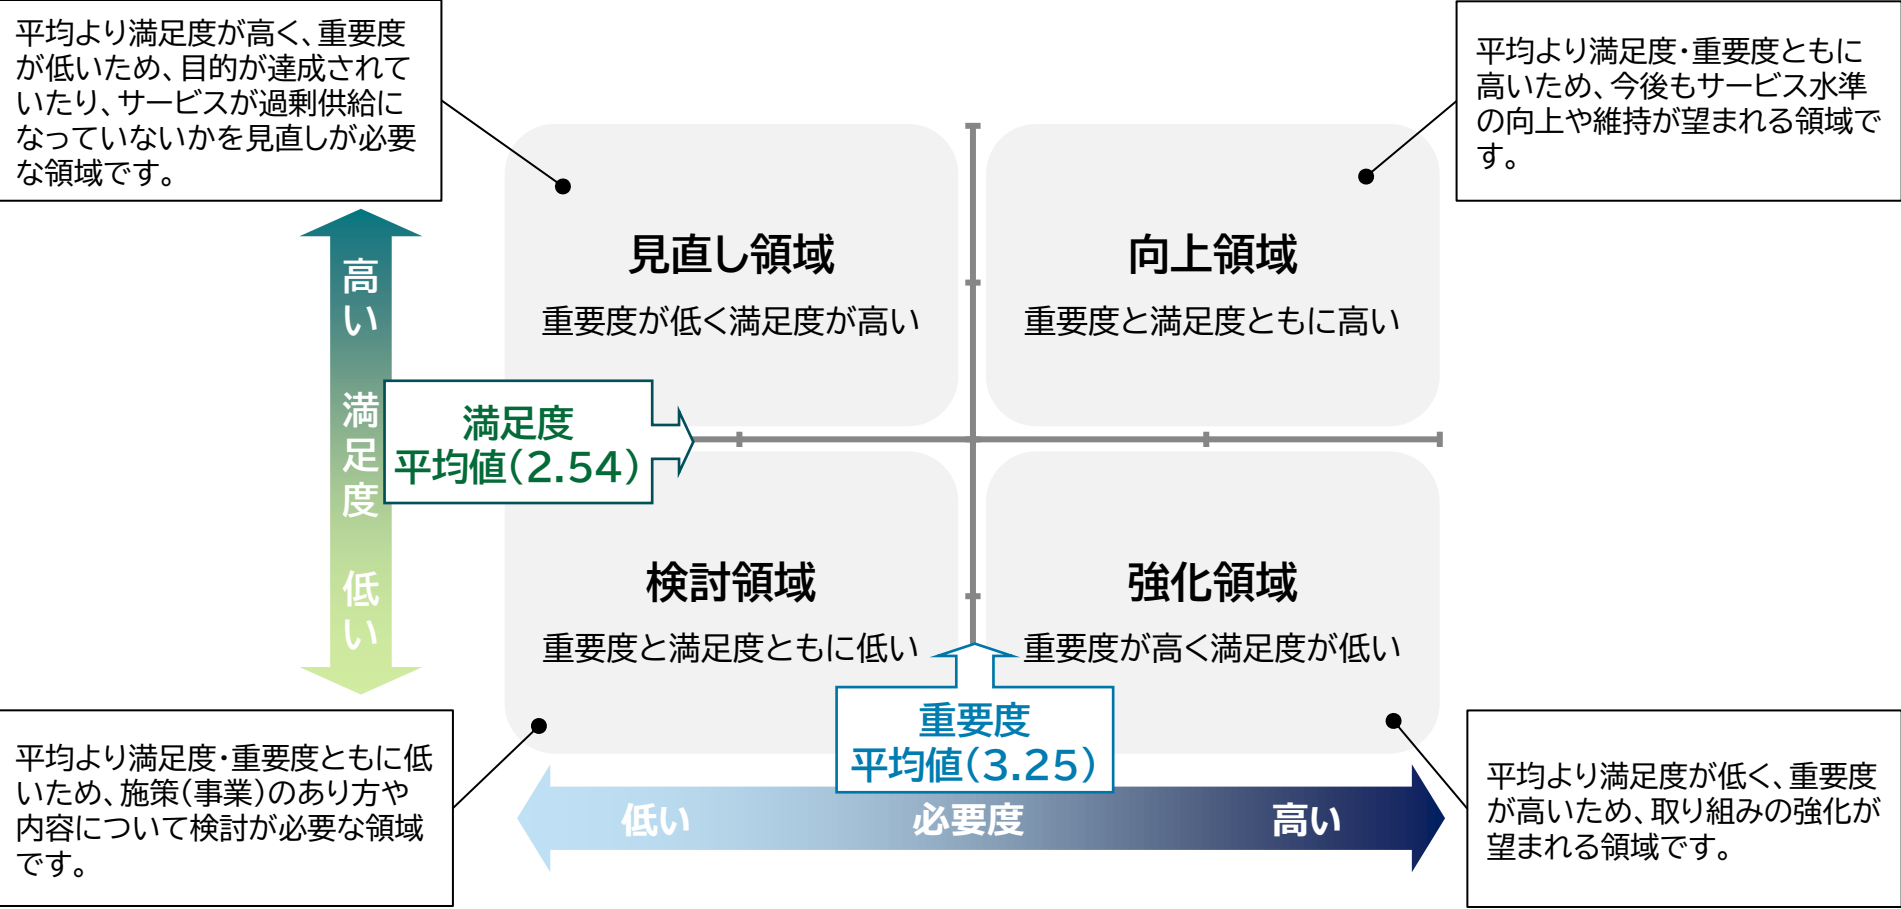 平均より満足度が高く、重要度
が低いため、目的が達成されて
いたり、サービスが過剰供給に
なっていないかを見直しが必要
な領域です。
平均より満足度・重要度ともに
高いため、今後もサービス水準
の向上や維持が望まれる領域で
す。
見直し領域
重要度が低く満足度が高い
向上領域
重要度と満足度ともに高い
高い 満足度 低い
満足度
平均値(2.54)
検討領域
重要度と満足度ともに低い
強化領域
重要度が高く満足度が低い
重要度
平均値(3.25)
低い 必要度 高い
平均より満足度・重要度ともに低
いため、施策(事業)のあり方や
内容について検討が必要な領域
です。
平均より満足度が低く、重要度
が高いため、取り組みの強化が
望まれる領域です。